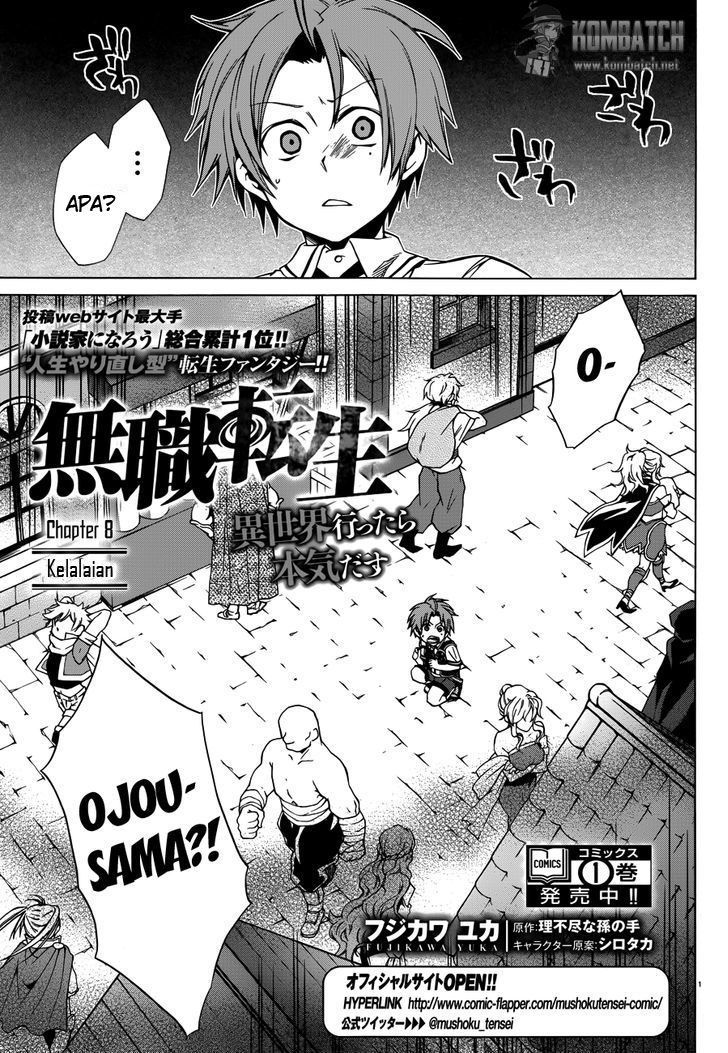 KOMBATCH
www.kombatch.net
ざわ
ざわ
ざわ
...
APA?
投稿webサイト最大手
「小説家になろう」総合累計1位!!
"人生やり直し型"転生ファンタジー!!
無職転生
異世界行ったら
本気だす
Chapter 8
Kelalaian
O-
OJOU-
SAMA?!
COMICS
コミックス
①巻
発売中!!
フジカワ ユカ
FUJIKAWA YUKA
原作:理不尽な孫の手
キャラクター原案:シロタカ
オフィシャルサイトOPEN!!
HYPERLINK http://www.comic-flapper.com/mushokutensei-comic/
公式ツイッター▶▶▶ @mushoku_tensei
1